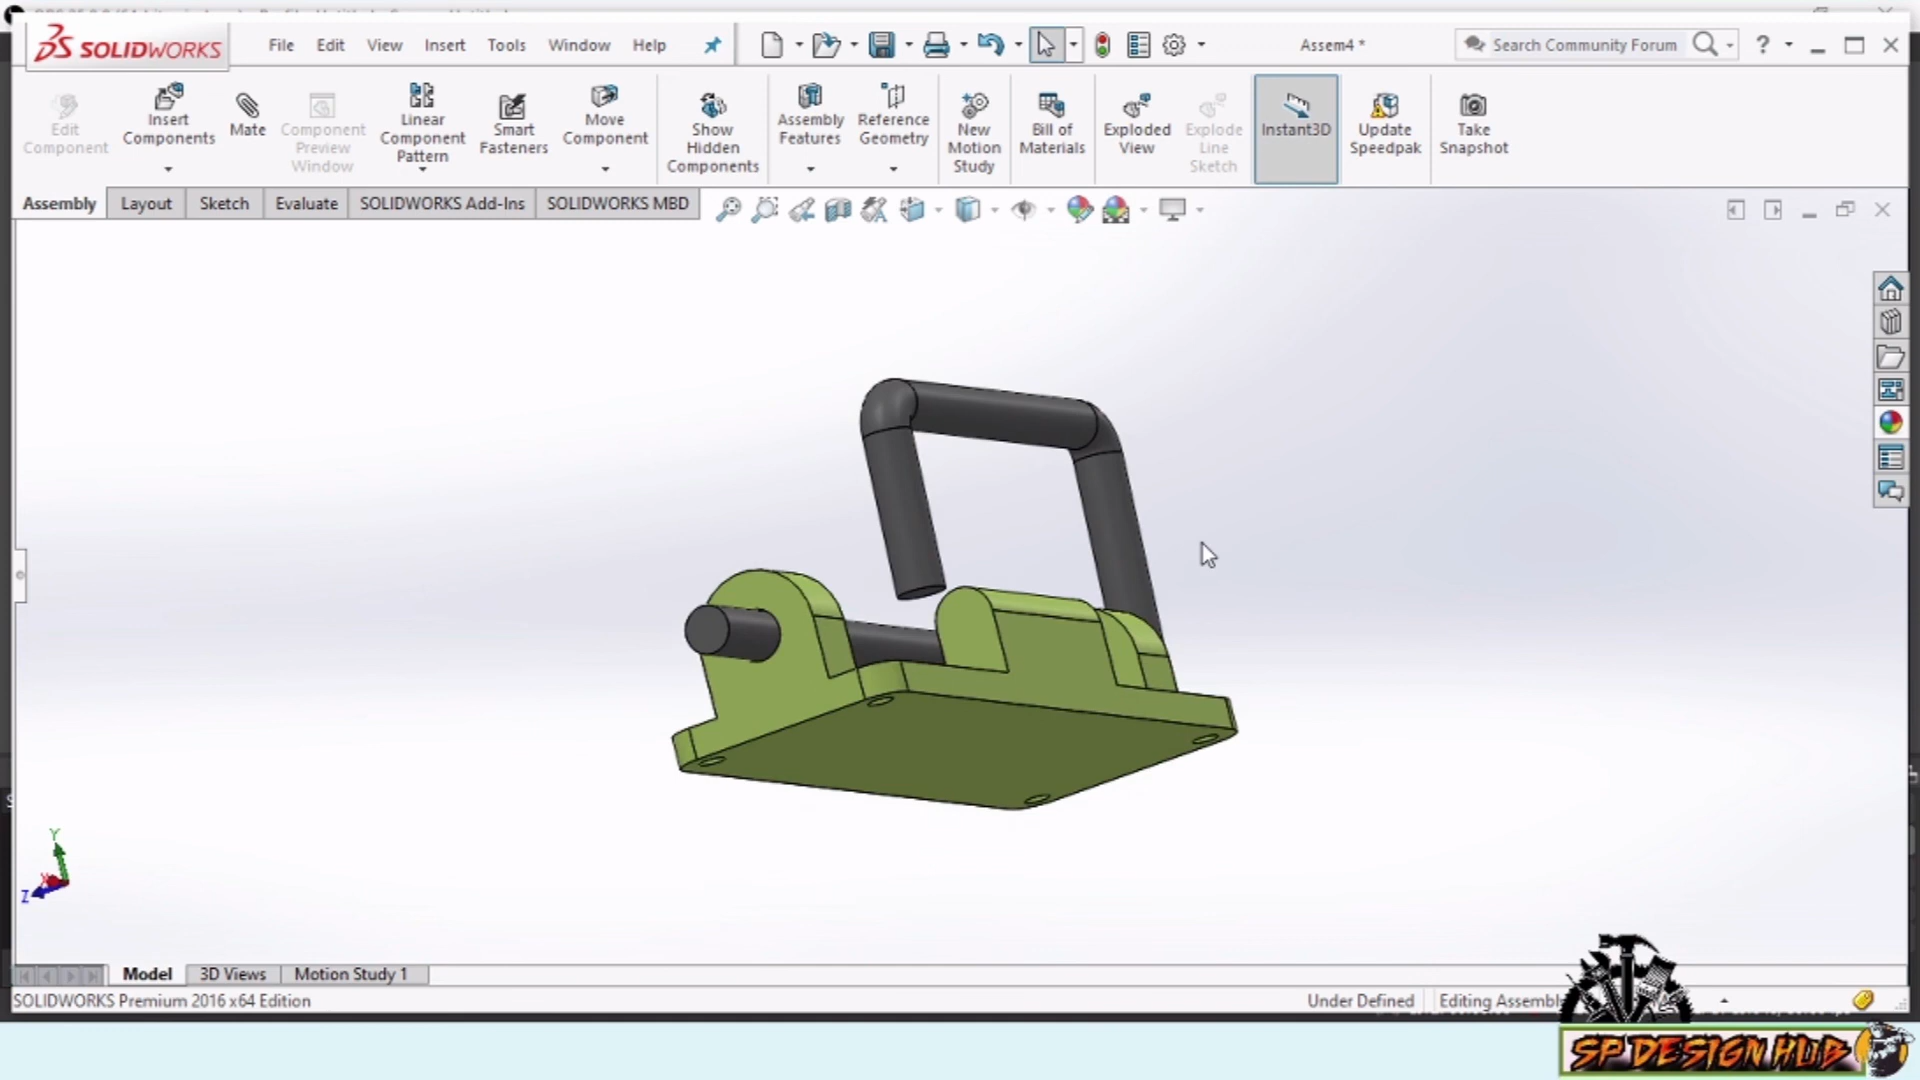 SOLIDWORKS File Edit View Insert Tools Window Help Assem4 * Search Community Forum ?
Edit Component
Insert Components
Mate
Component Preview Window
Linear Component Pattern
Smart Fasteners
Move Component
Show Hidden Components
Assembly Features
Reference Geometry
New Motion Study
Bill of Materials
Exploded View
Explode Line Sketch
Instant3D
Update Speedpak
Take Snapshot
Assembly Layout Sketch Evaluate SOLIDWORKS Add-Ins SOLIDWORKS MBD
Y
X
Z
Model 3D Views Motion Study 1
SOLIDWORKS Premium 2016 x64 Edition Under Defined Editing Assembl
SP DESIGN HUB